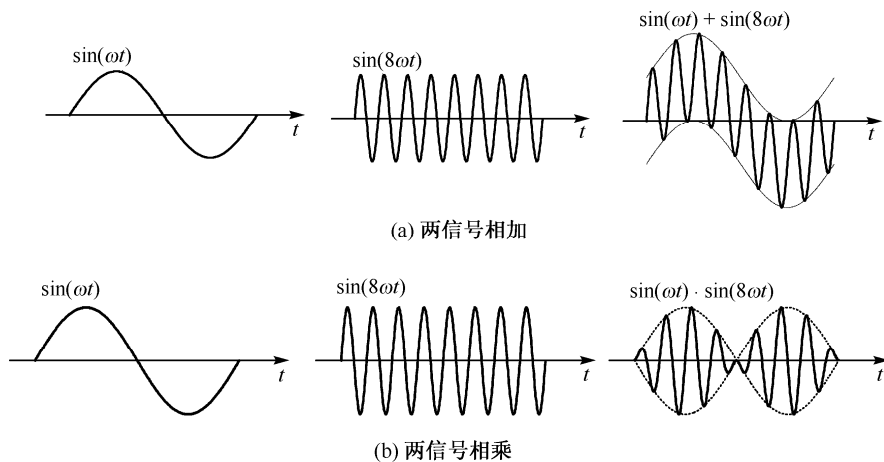 sin(ωt)
t
sin(8ωt)
t
sin(ωt) + sin(8ωt)
t
(a) 两信号相加
sin(ωt)
t
sin(8ωt)
t
sin(ωt) · sin(8ωt)
t
(b) 两信号相乘